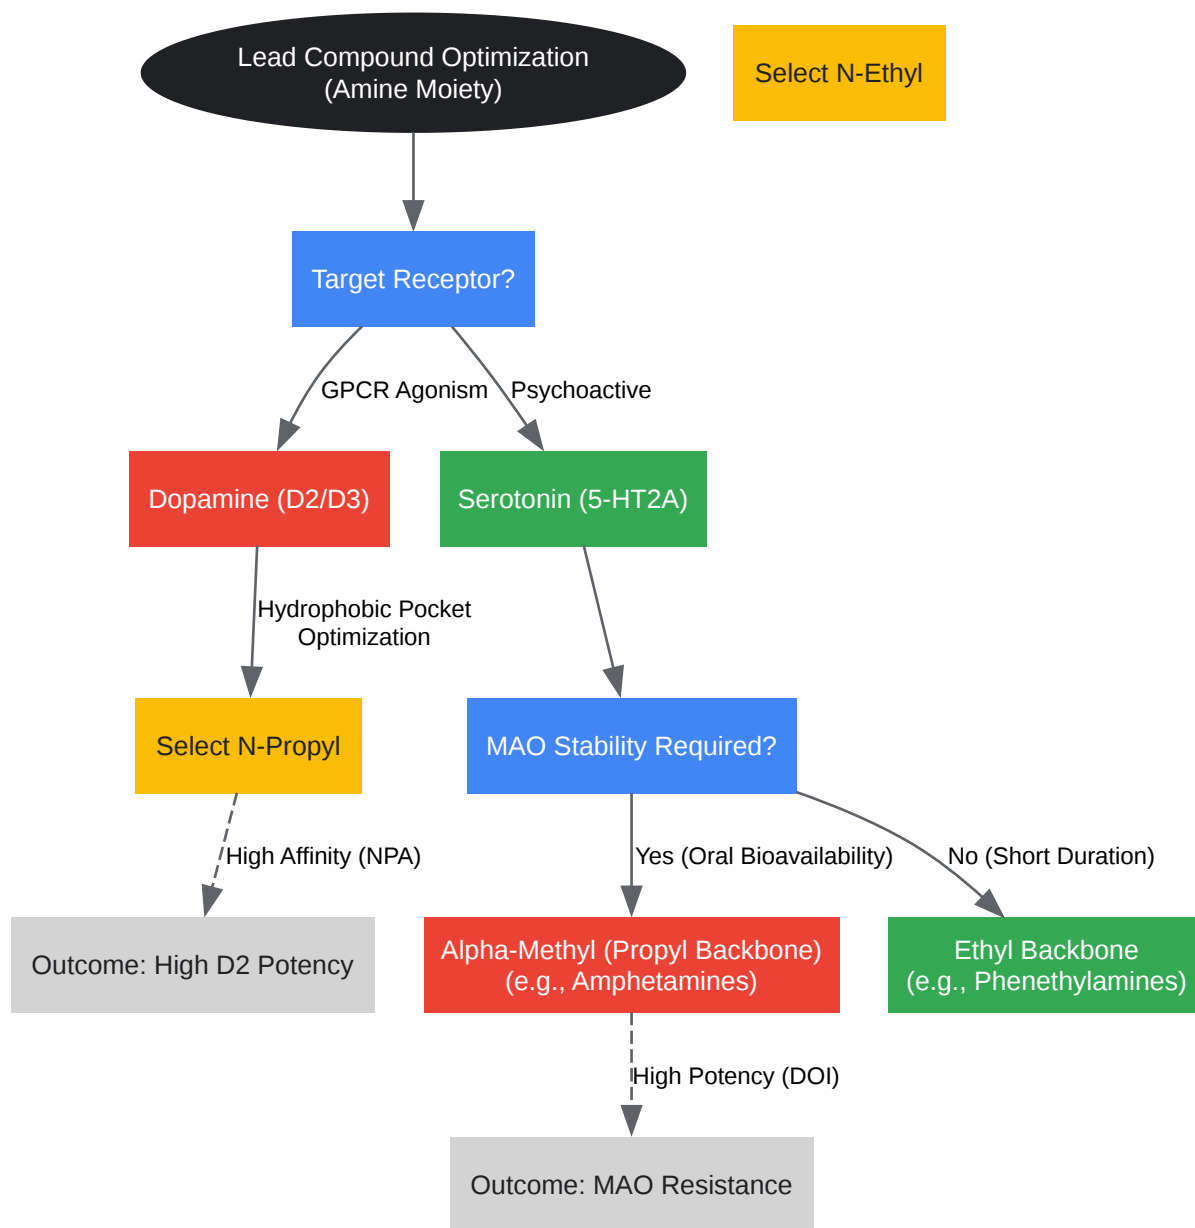 Lead Compound Optimization
(Amine Moiety)
Select N-Ethyl
Target Receptor?
GPCR Agonism
Psychoactive
Dopamine (D2/D3)
Serotonin (5-HT2A)
Hydrophobic Pocket
Optimization
Select N-Propyl
MAO Stability Required?
High Affinity (NPA)
Yes (Oral Bioavailability)
No (Short Duration)
Outcome: High D2 Potency
Alpha-Methyl (Propyl Backbone)
(e.g., Amphetamines)
Ethyl Backbone
(e.g., Phenethylamines)
High Potency (DOI)
Outcome: MAO Resistance